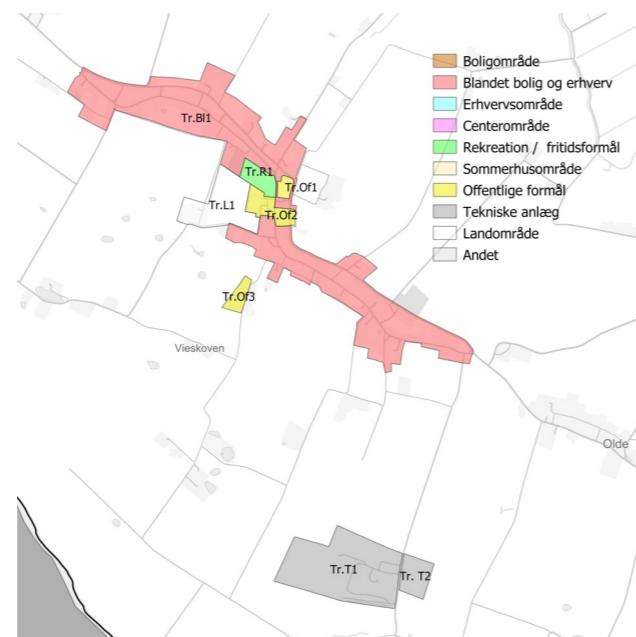 Boligområde
Blandet bolig og erhverv
Erhvervsområde
Centerområde
Rekreation / fritidsformål
Sommerhusområde
Offentlige formål
Tekniske anlæg
Landområde
Andet
Tr.Bl1
Tr.R1
Tr.Of1
Tr.L1
Tr.Of2
Tr.Of3
Vieskoven
Olde
Tr.T1
Tr. T2